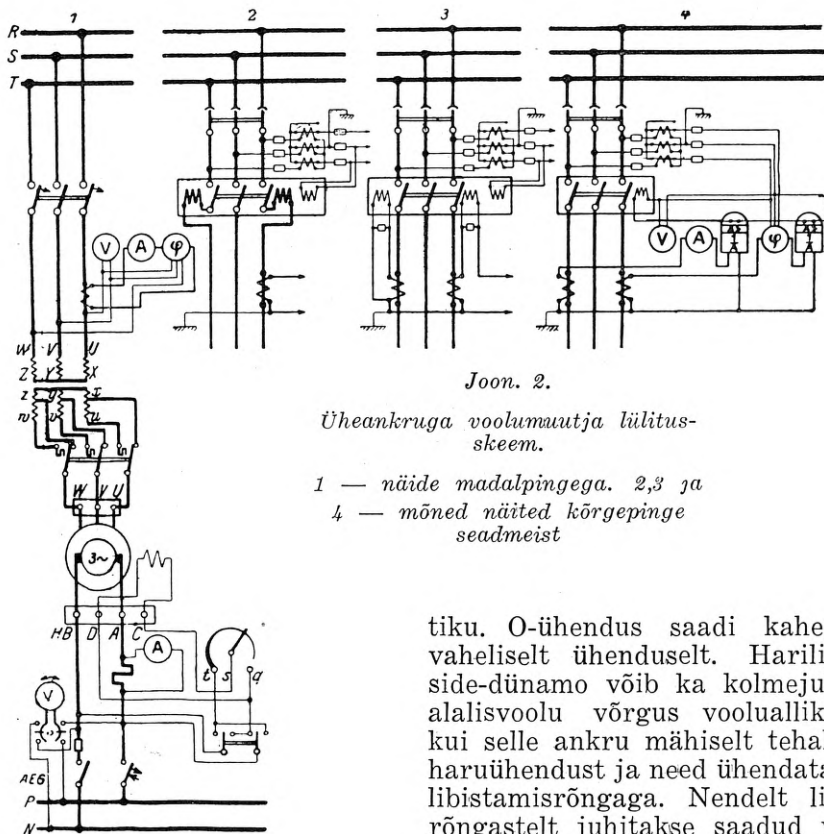 1 2 3 4
R
S
T
V A φ
V A φ
W V U
Z Y X
z y x
w v u
W V U
3~
HB D A C
A
t s q
V
AEG
P
N
Joon. 2.
Üheankruga voolumuutja lülitus-
skeem.
1 — näide madalpingega. 2,3 ja
4 — mõned näited kõrgepinge
seadmeist
tiku. O-ühendus saadi kahe
vaheliselt ühenduselt. Harili
side-dünamo võib ka kolmeju
alalisvoolu võrgus vooluallik
kui selle ankru mähiselt tehal
haruühendust ja need ühendata
libistamisrõngaga. Nendelt li
rõngastelt juhitakse saadud v